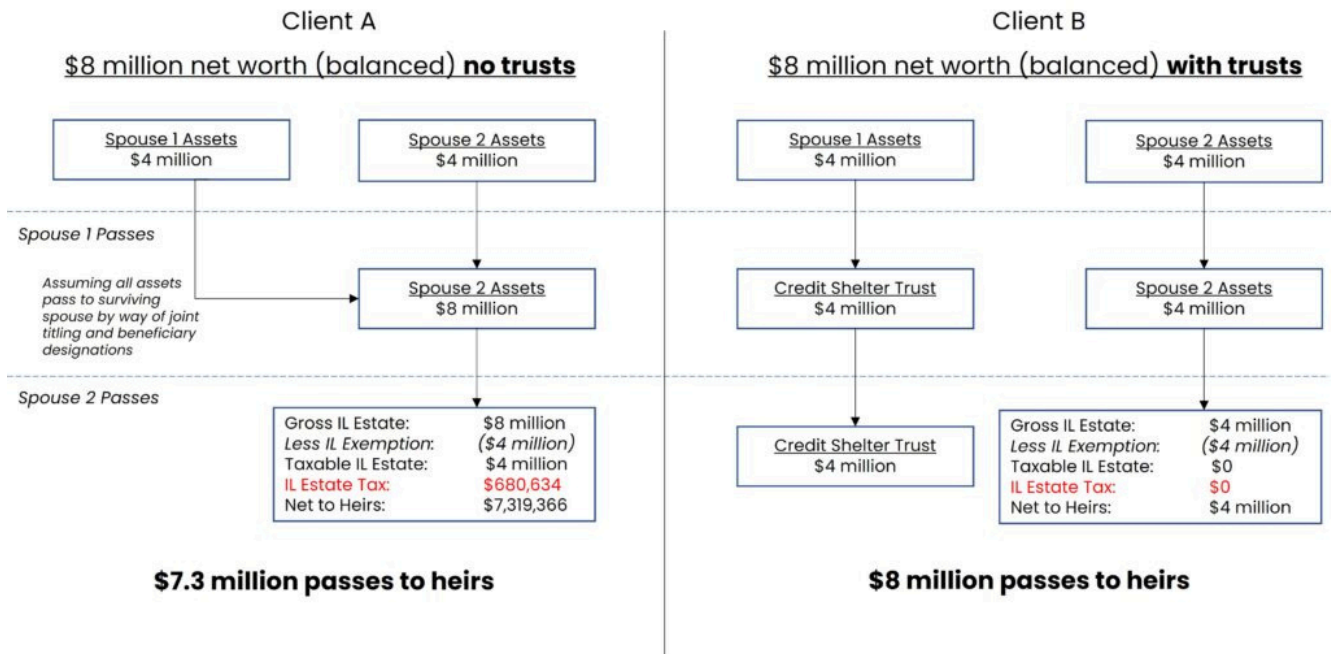 Client A
$8 million net worth (balanced) no trusts
Spouse 1 Assets
$4 million
Spouse 2 Assets
$4 million
Spouse 1 Passes
Assuming all assets
pass to surviving
spouse by way of joint
titling and beneficiary
designations
Spouse 2 Assets
$8 million
Spouse 2 Passes
Gross IL Estate: $8 million
Less IL Exemption: ($4 million)
Taxable IL Estate: $4 million
IL Estate Tax: $680,634
Net to Heirs: $7,319,366
$7.3 million passes to heirs
Client B
$8 million net worth (balanced) with trusts
Spouse 1 Assets
$4 million
Spouse 2 Assets
$4 million
Credit Shelter Trust
$4 million
Spouse 2 Assets
$4 million
Credit Shelter Trust
$4 million
Gross IL Estate: $4 million
Less IL Exemption: ($4 million)
Taxable IL Estate: $0
IL Estate Tax: $0
Net to Heirs: $4 million
$8 million passes to heirs